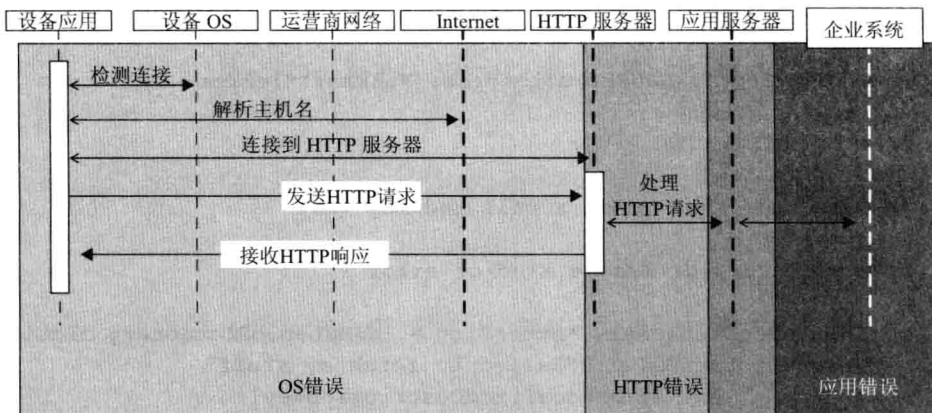 设备应用
设备 OS
运营商网络
Internet
HTTP 服务器
应用服务器
企业系统
检测连接
解析主机名
连接到 HTTP 服务器
发送HTTP请求
处理
HTTP请求
接收HTTP响应
OS错误
HTTP错误
应用错误